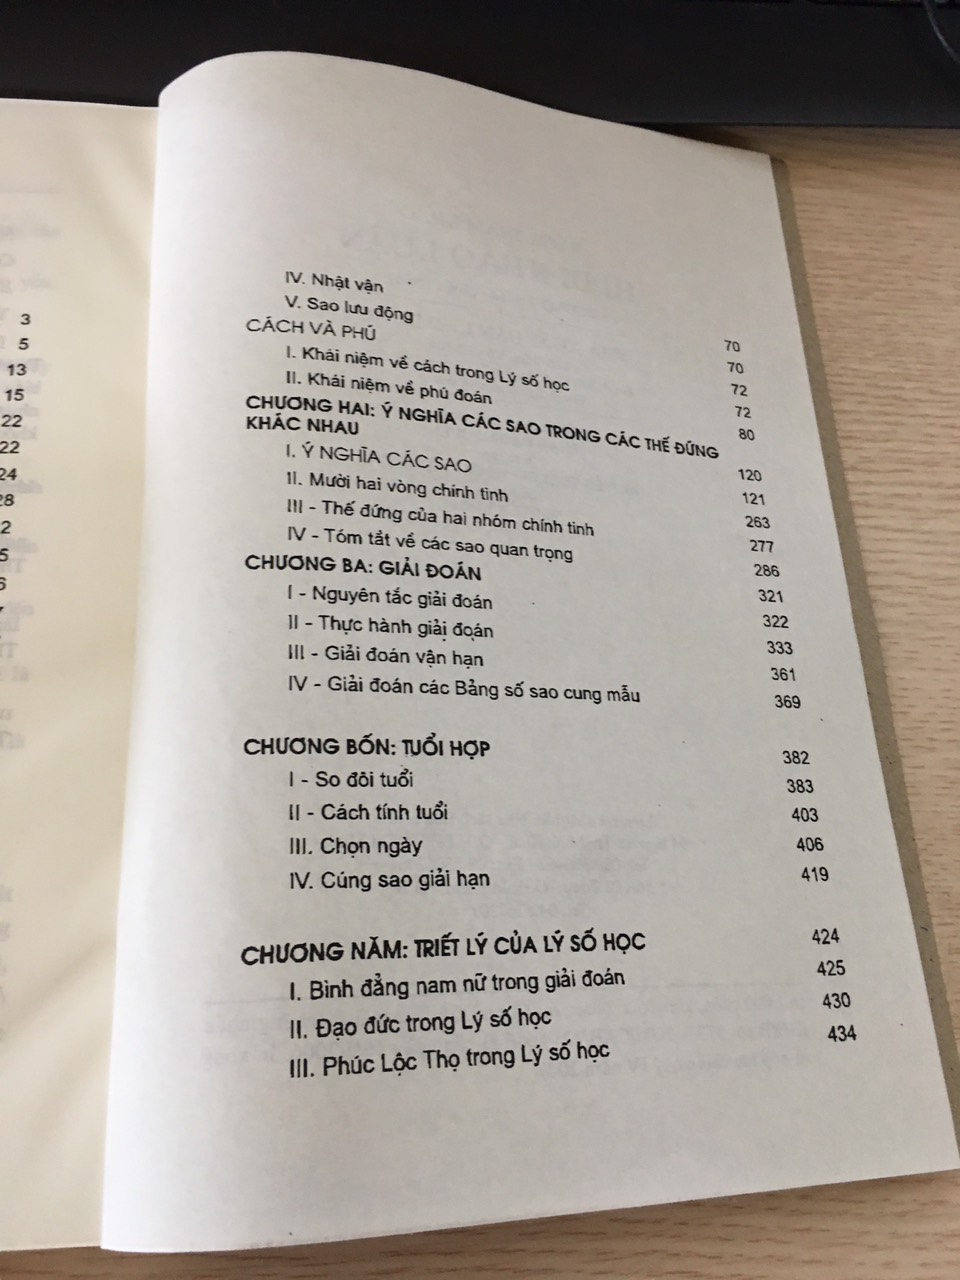 3
5
13
15
22
22
24
28
IV. Nhật vận 70
V. Sao lưu động 70
CÁCH VÀ PHÚ 72
I. Khái niệm về cách trong Lý số học 72
II. Khái niệm về phú đoán 80
CHƯƠNG HAI: Ý NGHĨA CÁC SAO TRONG CÁC THẾ ĐỨNG
KHÁC NHAU 120
I. Ý NGHĨA CÁC SAO 121
II. Mười hai vòng chính tinh 263
III - Thế đứng của hai nhóm chính tinh 277
IV - Tóm tắt về các sao quan trọng 286
CHƯƠNG BA: GIẢI ĐOÁN 321
I - Nguyên tắc giải đoán 322
II - Thực hành giải đoán 333
III - Giải đoán vận hạn 361
IV - Giải đoán các Bảng số sao cung mẫu 369
CHƯƠNG BỐN: TUỔI HỢP 382
I - So đôi tuổi 383
II - Cách tính tuổi 403
III. Chọn ngày 406
IV. Cúng sao giải hạn 419
CHƯƠNG NĂM: TRIẾT LÝ CỦA LÝ SỐ HỌC 424
I. Bình đẳng nam nữ trong giải đoán 425
II. Đạo đức trong Lý số học 430
III. Phúc Lộc Thọ trong Lý số học 434